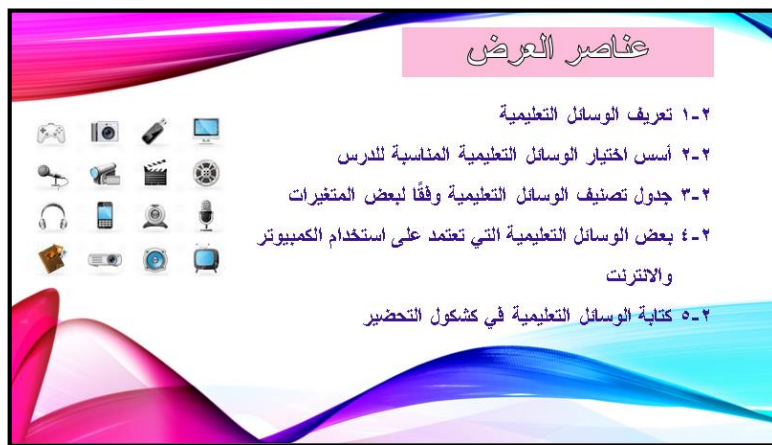 عناصر العرض
٢-١ تعريف الوسائل التعليمية
٢-٢ أسس اختيار الوسائل التعليمية المناسبة للدرس
٢-٣ جدول تصنيف الوسائل التعليمية وفقًا لبعض المتغيرات
٢-٤ بعض الوسائل التعليمية التي تعتمد على استخدام الكمبيوتر
والانترنت
٢-٥ كتابة الوسائل التعليمية في كشكول التحضير